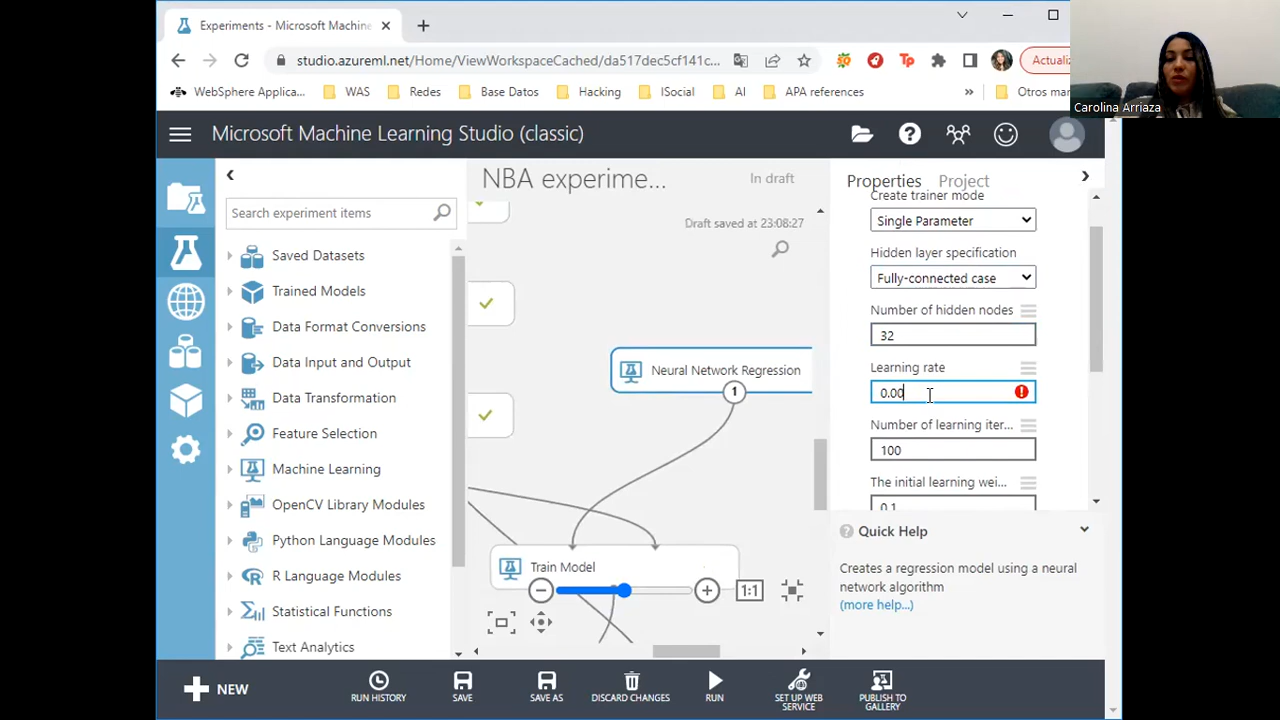 Experiments - Microsoft Machine
studio.azureml.net/Home/ViewWorkspaceCached/da517dec5cf141c...
Actualiz
WebSphere Applica...
WAS
Redes
Base Datos
Hacking
ISocial
AI
APA references
»
Otros mar
Carolina Arriaza
Microsoft Machine Learning Studio (classic)
Search experiment items
Saved Datasets
Trained Models
Data Format Conversions
Data Input and Output
Data Transformation
Feature Selection
Machine Learning
OpenCV Library Modules
Python Language Modules
R Language Modules
Statistical Functions
Text Analytics
NBA experime...
In draft
Draft saved at 23:08:27
Neural Network Regression
1
Train Model
1:1
Properties Project
Create trainer mode
Single Parameter
Hidden layer specification
Fully-connected case
Number of hidden nodes
32
Learning rate
0.00
Number of learning iter...
100
The initial learning wei...
0.1
Quick Help
Creates a regression model using a neural
network algorithm
(more help...)
NEW
RUN HISTORY
SAVE
SAVE AS
DISCARD CHANGES
RUN
SET UP WEB
SERVICE
PUBLISH TO
GALLERY